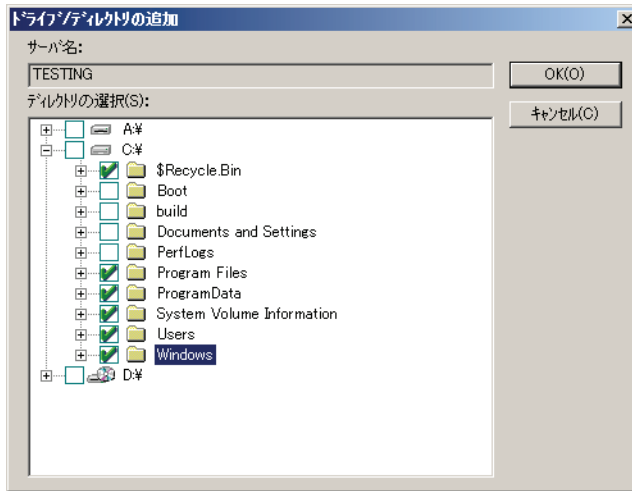 ﾄﾞﾗｲﾌﾞ/ﾃﾞｨﾚｸﾄﾘの追加
サーバ名:
TESTING
OK(O)
ﾃﾞｨﾚｸﾄﾘの選択(S):
ｷｬﾝｾﾙ(C)
A:¥
C:¥
$Recycle.Bin
Boot
build
Documents and Settings
PerfLogs
Program Files
ProgramData
System Volume Information
Users
Windows
D:¥